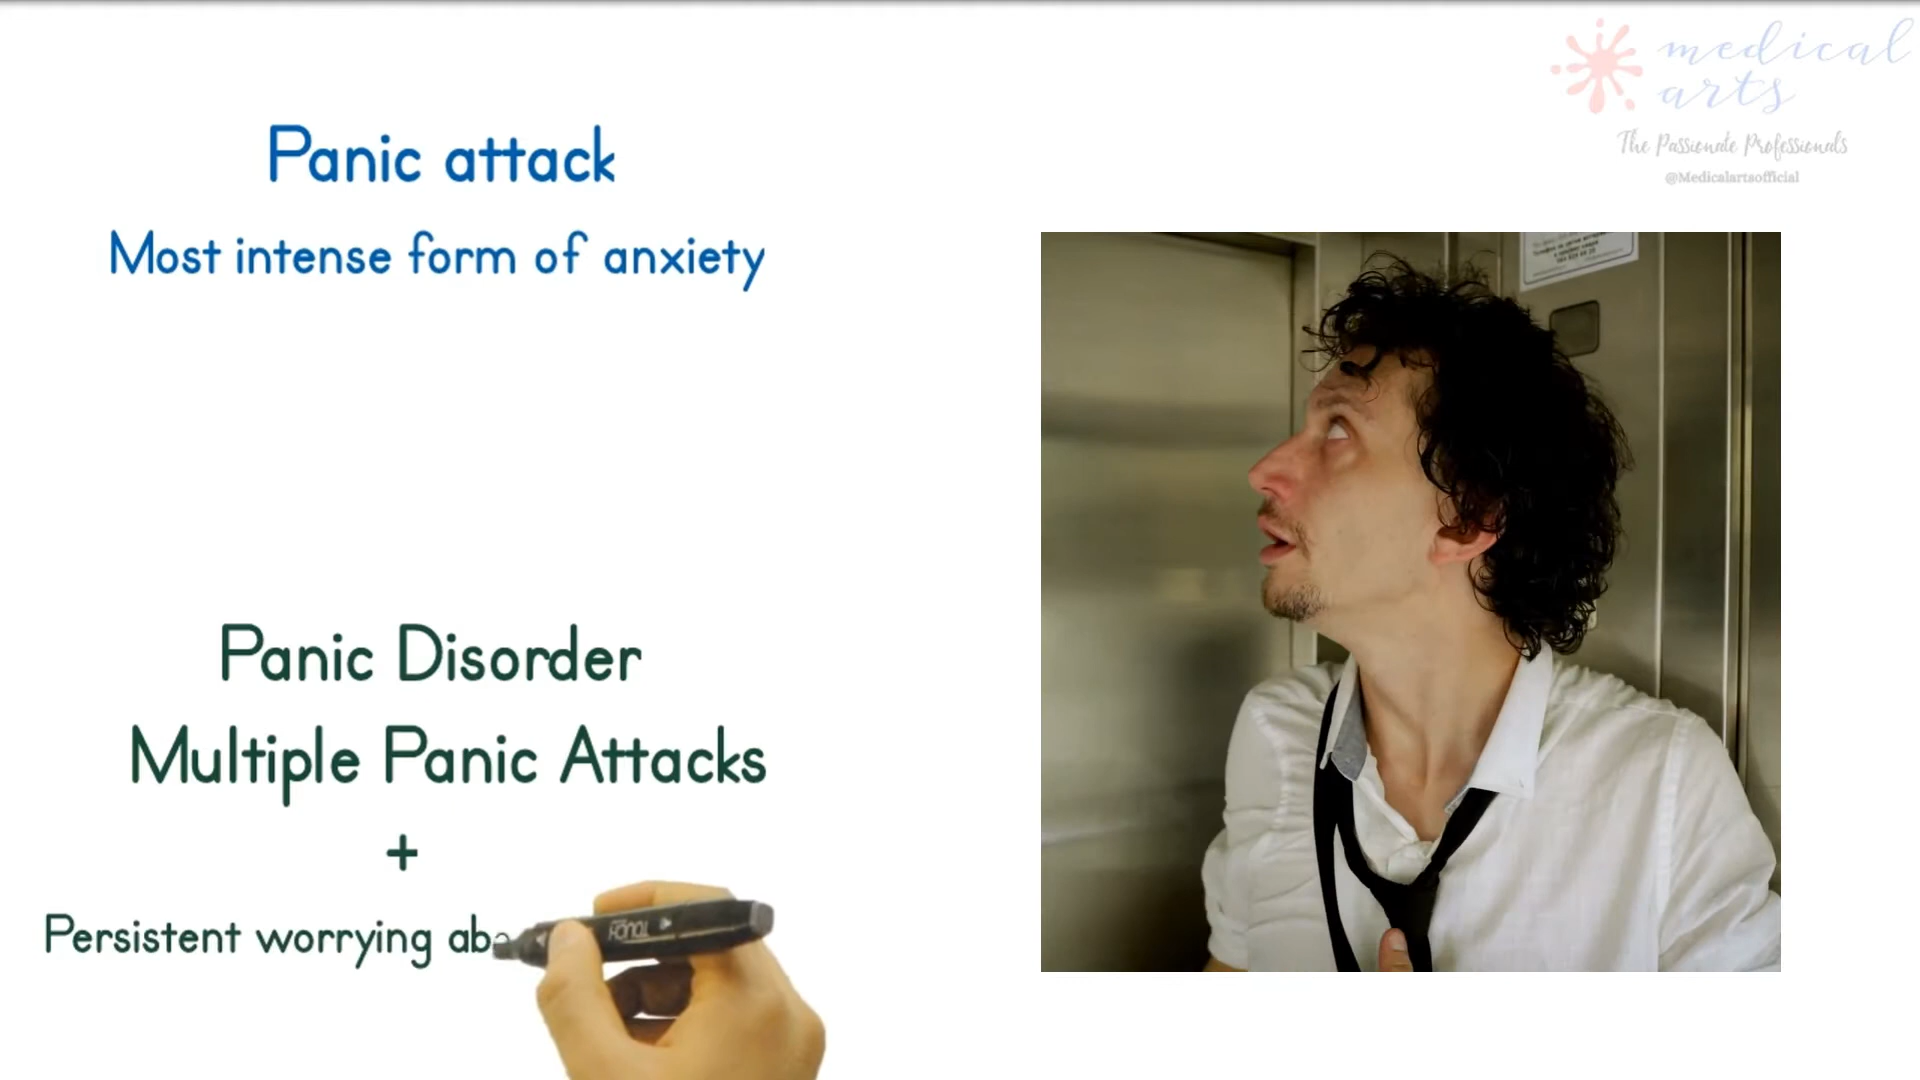 medical
arts
The Passionate Professionals
@Medicalartsofficial
Panic attack
Most intense form of anxiety
Panic Disorder
Multiple Panic Attacks
+
Persistent worrying abo